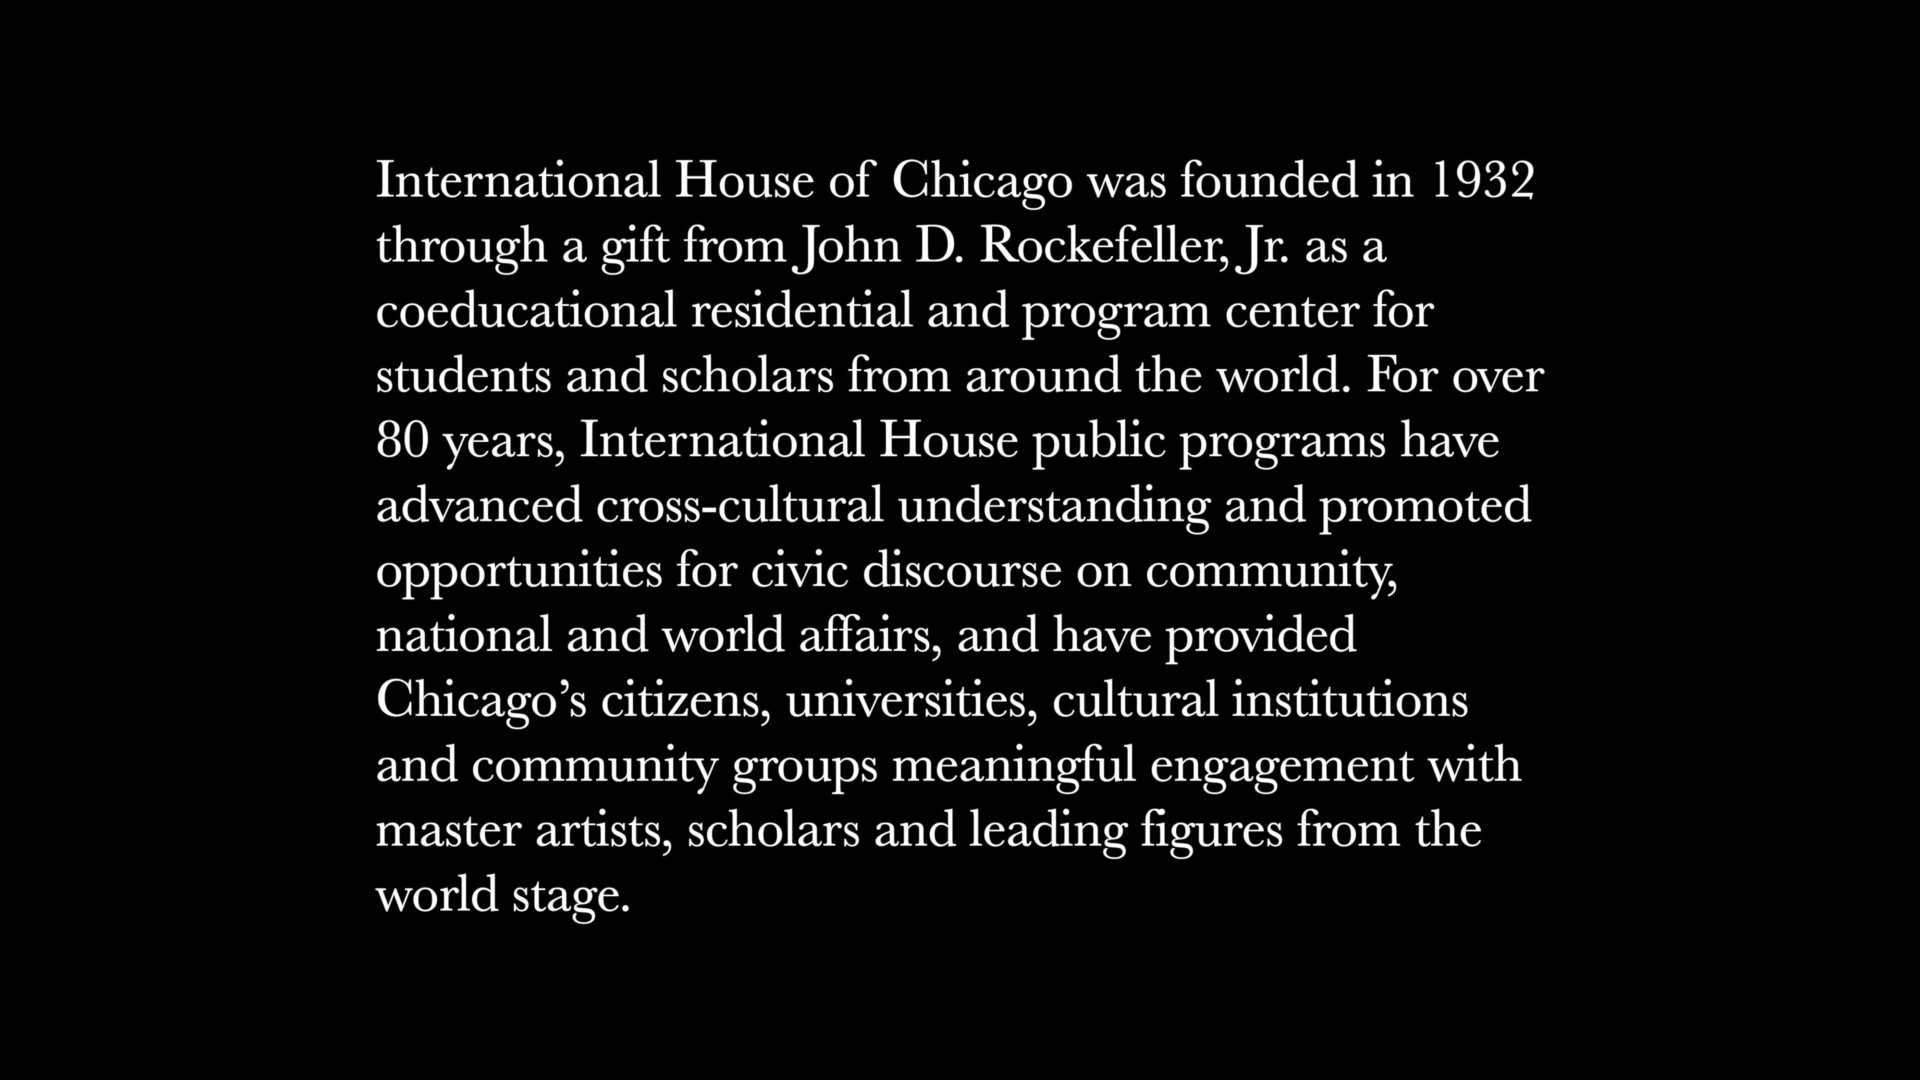 International House of Chicago was founded in 1932
through a gift from John D. Rockefeller, Jr. as a
coeducational residential and program center for
students and scholars from around the world. For over
80 years, International House public programs have
advanced cross-cultural understanding and promoted
opportunities for civic discourse on community,
national and world affairs, and have provided
Chicago’s citizens, universities, cultural institutions
and community groups meaningful engagement with
master artists, scholars and leading figures from the
world stage.